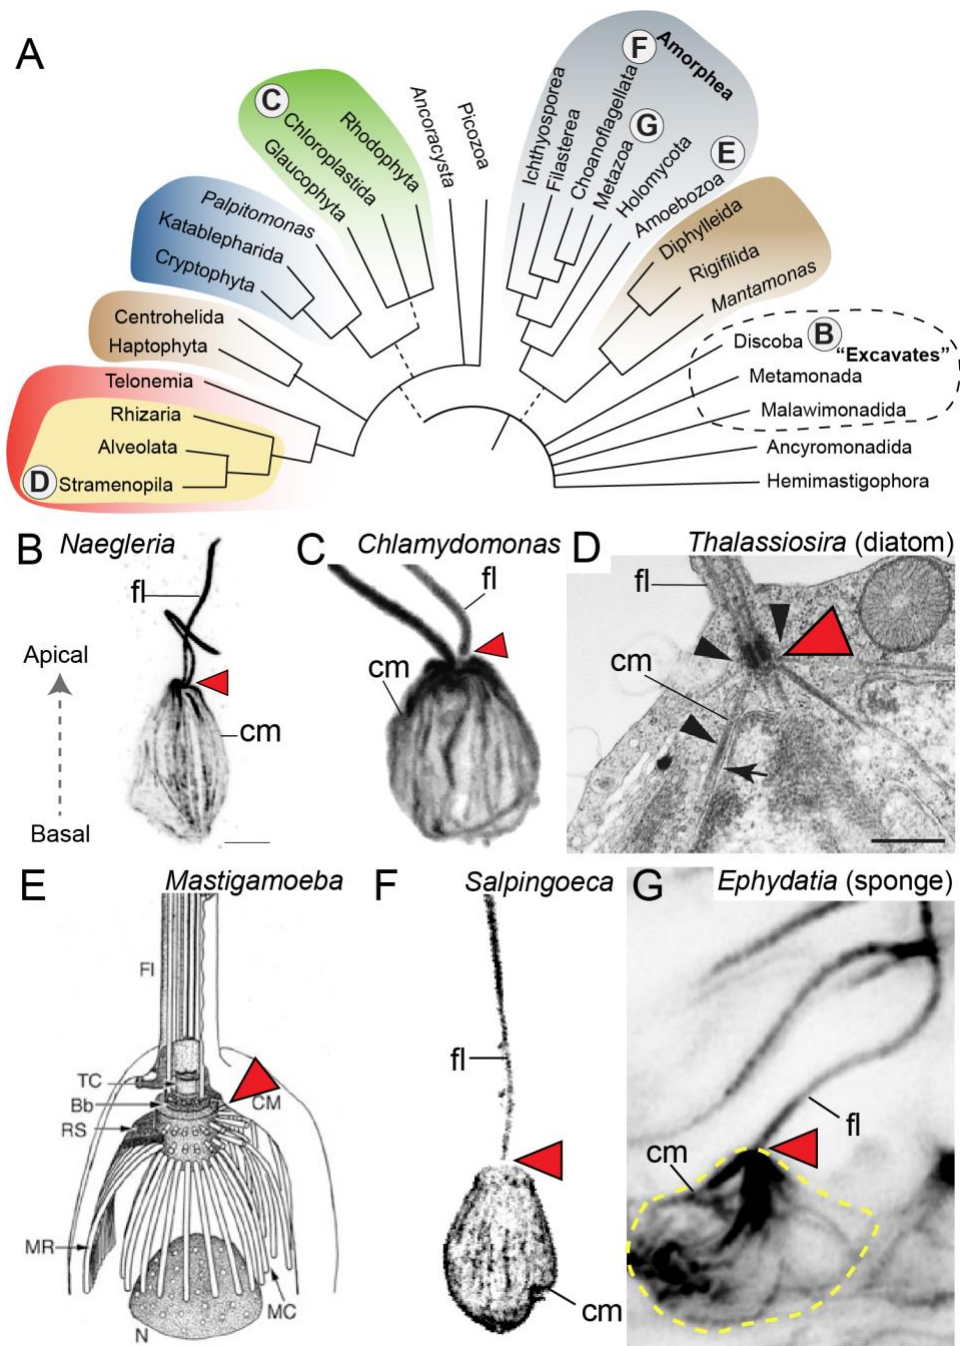 A
F
Amorphea
C
Chloroplastida
Glaucophyta
Rhodophyta
Ancoracysta
Picozoa
Ichthyosporea
Filasterea
Choanoflagellata
Metazoa
G
Holomycota
E
Amoebozoa
Palpitomonas
Katablepharida
Cryptophyta
Diphylleida
Rigifilida
Mantamonas
Centrohelida
Haptophyta
Discoba
B
"Excavates"
Telonemia
Metamonada
Rhizaria
Malawimonadida
Alveolata
Ancyromonadida
D
Stramenopila
Hemimastigophora
B
Naegleria
fl
Apical
cm
Basal
C
Chlamydomonas
fl
cm
D
Thalassiosira (diatom)
fl
cm
E
Mastigamoeba
Fl
TC
Bb
CM
RS
MR
MC
N
F
Salpingoeca
fl
cm
G
Ephydatia (sponge)
fl
cm